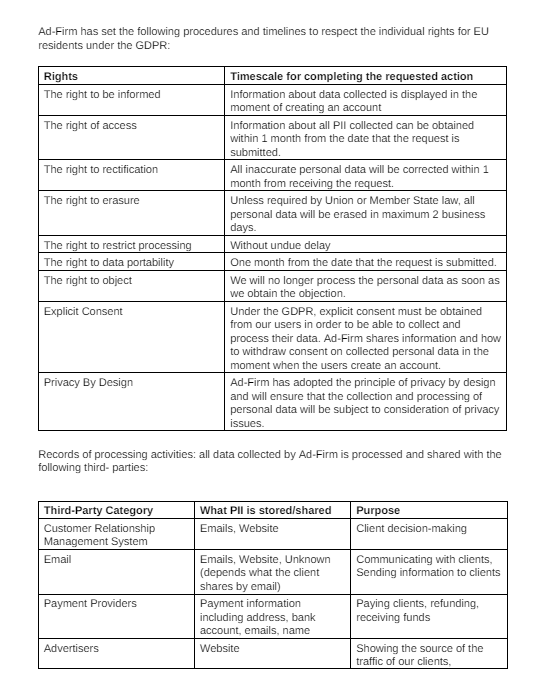 Ad-Firm has set the following procedures and timelines to respect the individual rights for EU
residents under the GDPR:
Rights
Timescale for completing the requested action
The right to be informed
Information about data collected is displayed in the
moment of creating an account
The right of access
Information about all PII collected can be obtained
within 1 month from the date that the request is
submitted.
The right to rectification
All inaccurate personal data will be corrected within 1
month from receiving the request.
The right to erasure
Unless required by Union or Member State law, all
personal data will be erased in maximum 2 business
days.
The right to restrict processing
Without undue delay
The right to data portability
One month from the date that the request is submitted.
The right to object
We will no longer process the personal data as soon as
we obtain the objection.
Explicit Consent
Under the GDPR, explicit consent must be obtained
from our users in order to be able to collect and
process their data. Ad-Firm shares information and how
to withdraw consent on collected personal data in the
moment when the users create an account.
Privacy By Design
Ad-Firm has adopted the principle of privacy by design
and will ensure that the collection and processing of
personal data will be subject to consideration of privacy
issues.
Records of processing activities: all data collected by Ad-Firm is processed and shared with the
following third- parties:
Third-Party Category
What PII is stored/shared
Purpose
Customer Relationship
Management System
Emails, Website
Client decision-making
Email
Emails, Website, Unknown
(depends what the client
shares by email)
Communicating with clients,
Sending information to clients
Payment Providers
Payment information
including address, bank
account, emails, name
Paying clients, refunding,
receiving funds
Advertisers
Website
Showing the source of the
traffic of our clients,